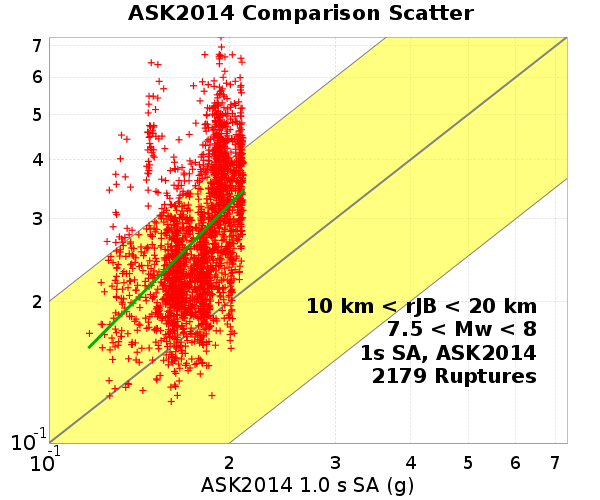 ASK2014 Comparison Scatter
7
6
5
4
3
2
10-1
10 km < rJB < 20 km
7.5 < Mw < 8
1s SA, ASK2014
2179 Ruptures
10-1 2 3 4 5 6 7
ASK2014 1.0 s SA (g)